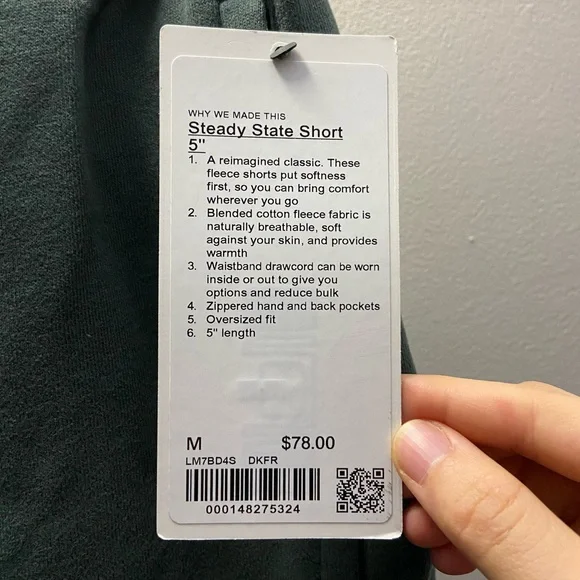 WHY WE MADE THIS
Steady State Short
5"
1. A reimagined classic. These
fleece shorts put softness
first, so you can bring comfort
wherever you go
2. Blended cotton fleece fabric is
naturally breathable, soft
against your skin, and provides
warmth
3. Waistband drawcord can be worn
inside or out to give you
options and reduce bulk
4. Zippered hand and back pockets
5. Oversized fit
6. 5" length
M $78.00
LM7BD4S DKFR
000148275324